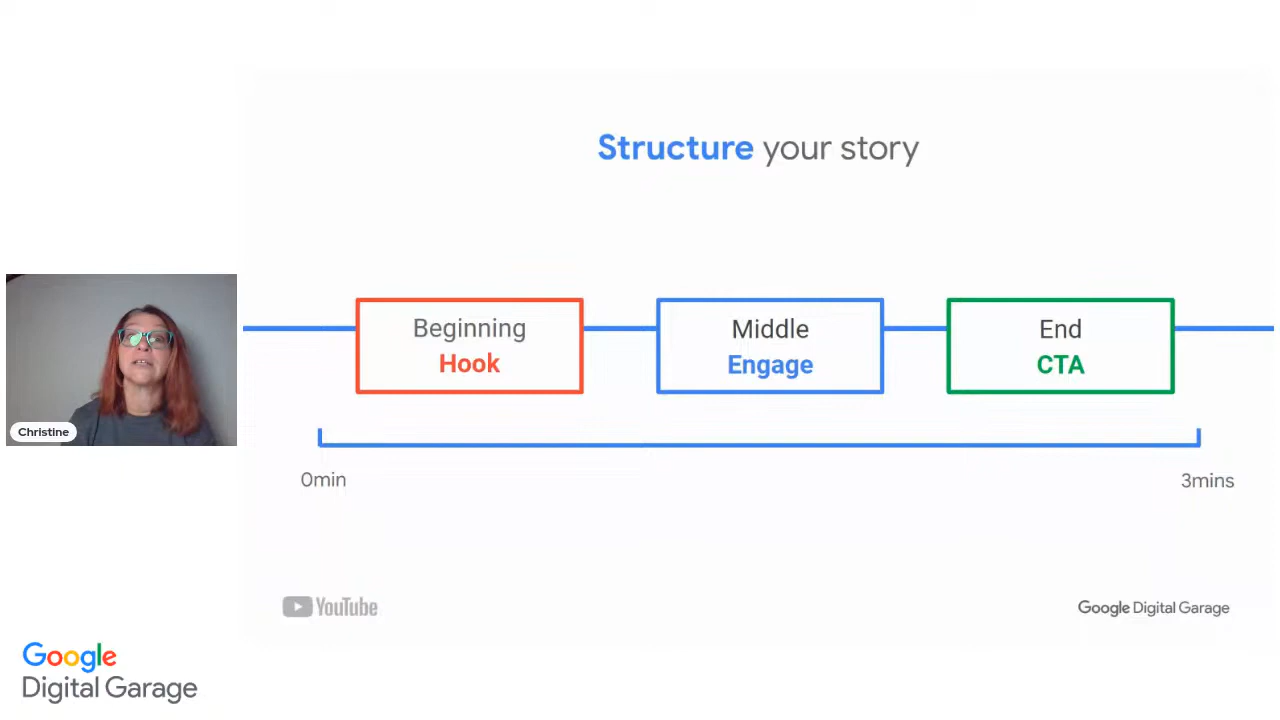 Structure your story
Beginning
Hook
Middle
Engage
End
CTA
0min
3mins
Christine
YouTube
Google Digital Garage
Google
Digital Garage